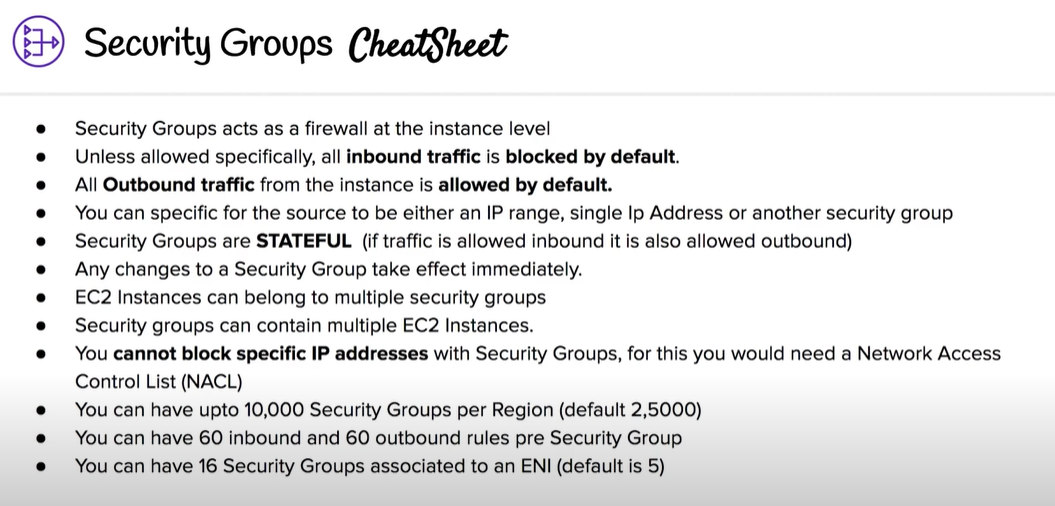 Security Groups CheatSheet
● Security Groups acts as a firewall at the instance level
● Unless allowed specifically, all inbound traffic is blocked by default.
● All Outbound traffic from the instance is allowed by default.
● You can specific for the source to be either an IP range, single Ip Address or another security group
● Security Groups are STATEFUL (if traffic is allowed inbound it is also allowed outbound)
● Any changes to a Security Group take effect immediately.
● EC2 Instances can belong to multiple security groups
● Security groups can contain multiple EC2 Instances.
● You cannot block specific IP addresses with Security Groups, for this you would need a Network Access
Control List (NACL)
● You can have upto 10,000 Security Groups per Region (default 2,5000)
● You can have 60 inbound and 60 outbound rules pre Security Group
● You can have 16 Security Groups associated to an ENI (default is 5)